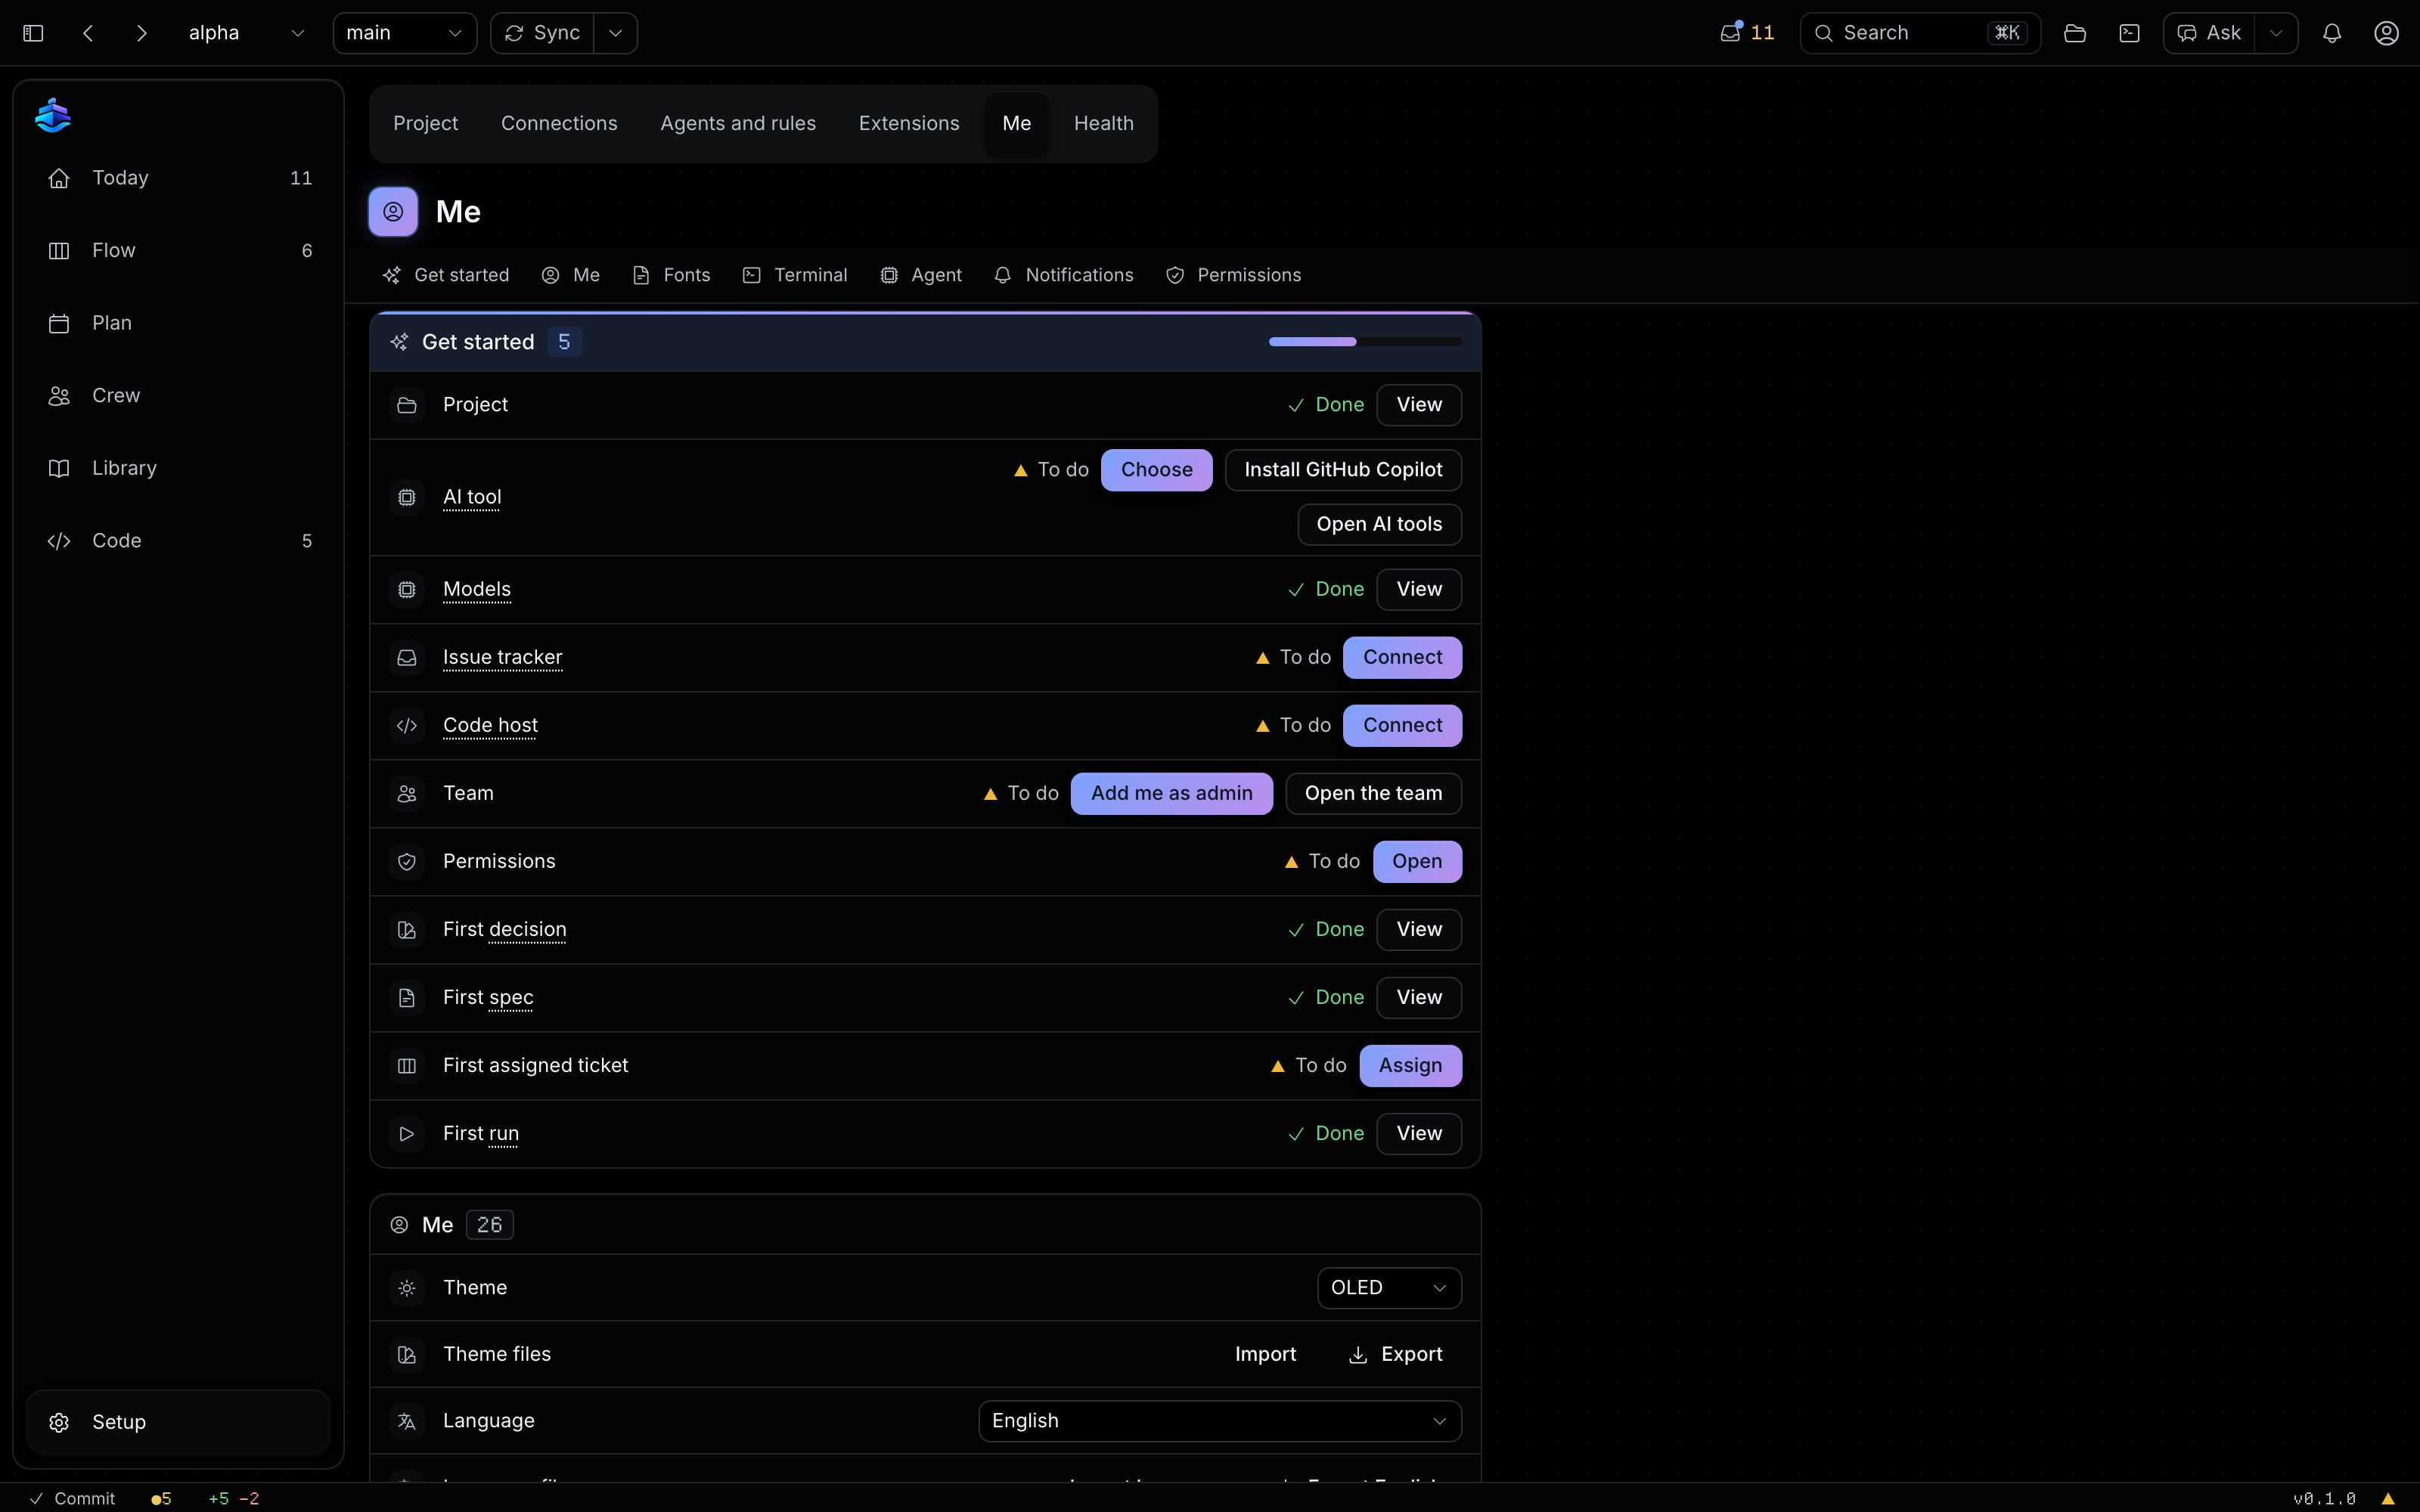 alpha main Sync 11 Search ⌘K Ask
Project Connections Agents and rules Extensions Me Health
Today 11
Flow 6
Plan
Crew
Library
Code 5
Setup
Me
Get started Me Fonts Terminal Agent Notifications Permissions
Get started 5
Project Done View
AI tool To do Choose Install GitHub Copilot
Open AI tools
Models Done View
Issue tracker To do Connect
Code host To do Connect
Team To do Add me as admin Open the team
Permissions To do Open
First decision Done View
First spec Done View
First assigned ticket To do Assign
First run Done View
Me 26
Theme OLED
Theme files Import Export
Language English
Commit 5 +5 -2 v0.1.0